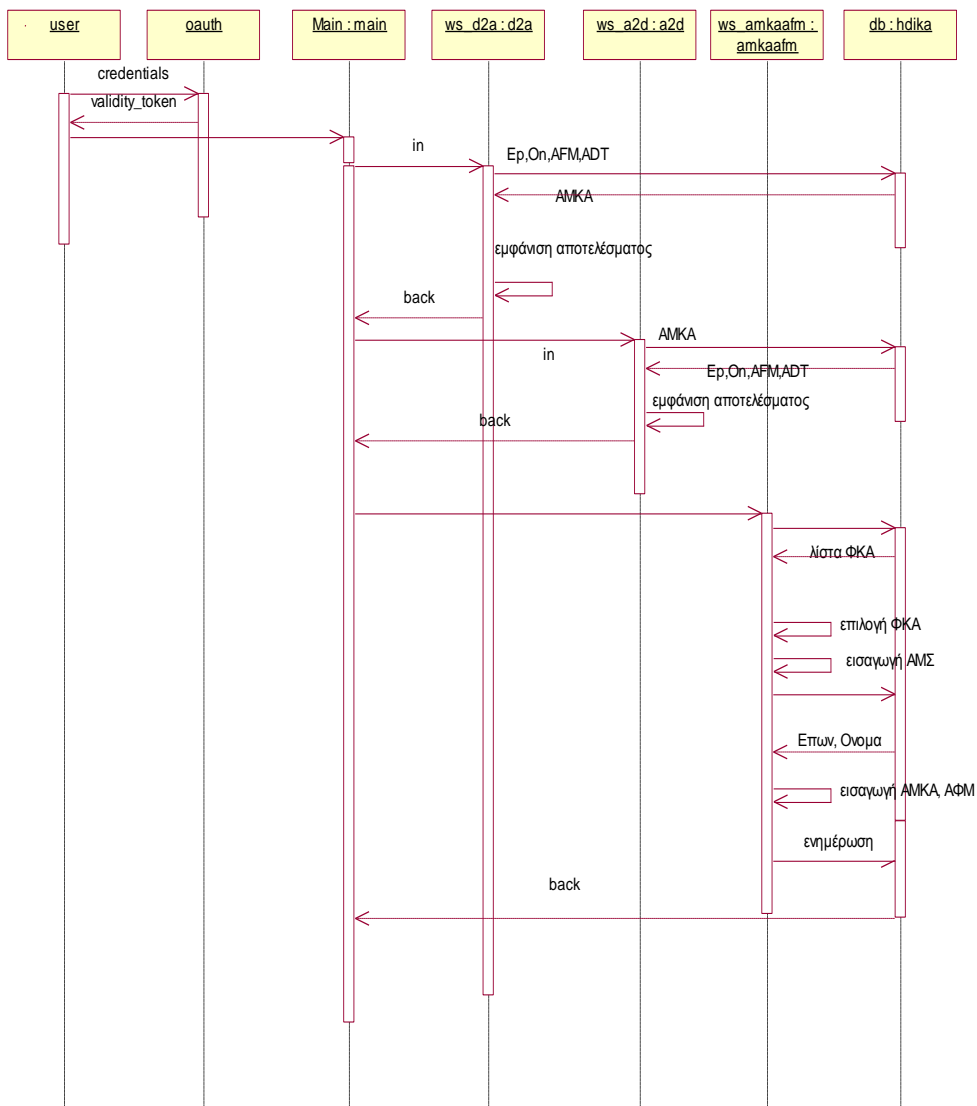 user
oauth
Main : main
ws_d2a : d2a
ws_a2d : a2d
ws_amkaafm :
amkaafm
db : hdika
credentials
validity_token
in
Ep,On,AFM,ADT
ΑΜΚΑ
εμφάνιση αποτελέσματος
back
in
ΑΜΚΑ
Ep,On,AFM,ADT
εμφάνιση αποτελέσματος
back
λίστα ΦΚΑ
επιλογή ΦΚΑ
εισαγωγή ΑΜΣ
Επων, Ονομα
εισαγωγή ΑΜΚΑ, ΑΦΜ
ενημέρωση
back